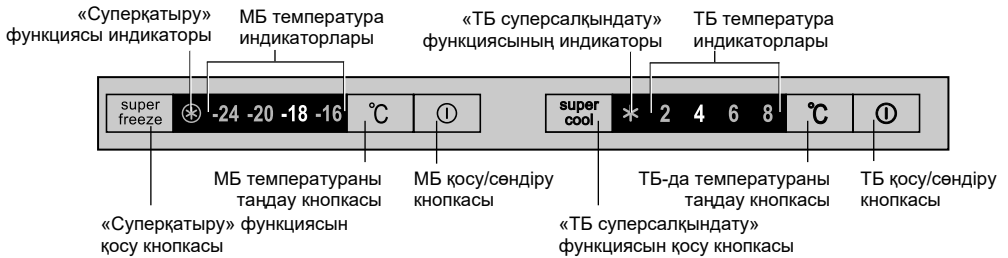 «Суперқатыру»
функциясы индикаторы
МБ температура
индикаторлары
«ТБ суперсалқындату»
функциясының индикаторы
ТБ температура
индикаторлары
super
freeze
-24 -20 -18 -16
°C
super
cool
2 4 6 8
°C
МБ температураны
таңдау кнопкасы
МБ қосу/сөндіру
кнопкасы
ТБ-да температураны
таңдау кнопкасы
ТБ қосу/сөндіру
кнопкасы
«Суперқатыру» функциясын
қосу кнопкасы
«ТБ суперсалқындату»
функциясын қосу кнопкасы